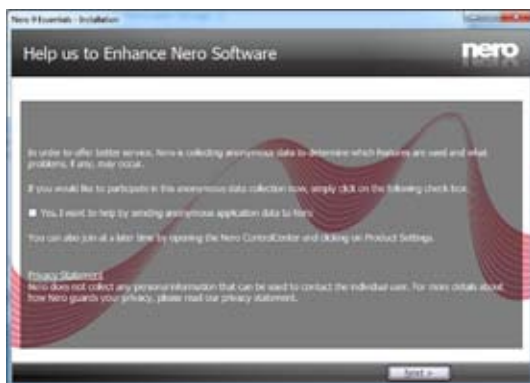 Nero 9 Essentials - Installation
Help us to Enhance Nero Software
nero
In order to offer better service, Nero is collecting anonymous data to determine which features are used and what
problems, if any, may occur.
If you would like to participate in this anonymous data collection now, simply click on the following check box.
Yes, I want to help by sending anonymous application data to Nero
You can also join at a later time by opening the Nero ControlCenter and clicking on Product Settings.
Privacy Statement
Nero does not collect any personal information that can be used to contact the individual user. For more details about
how Nero guards your privacy, please read our privacy statement.
Next >